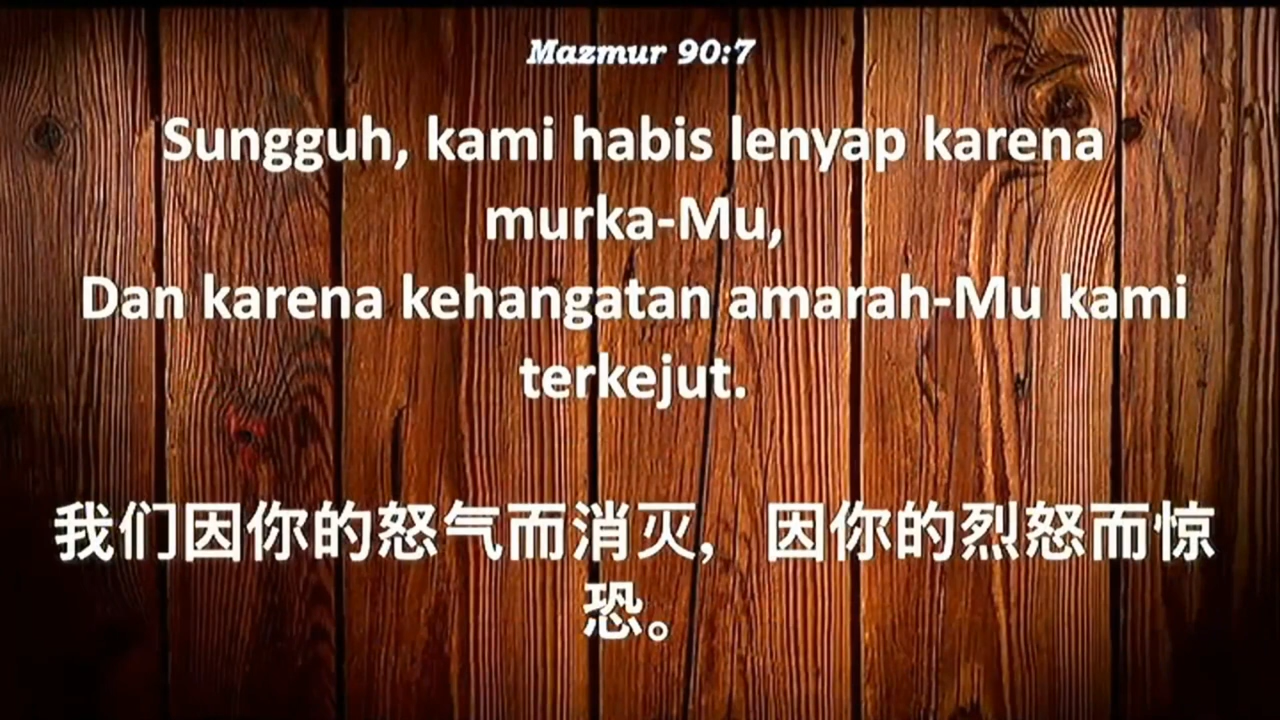 Mazmur 90:7
Sungguh, kami habis lenyap karena
murka-Mu,
Dan karena kehangatan amarah-Mu kami
terkejut.
我们因你的怒气而消灭, 因你的烈怒而惊
恐。